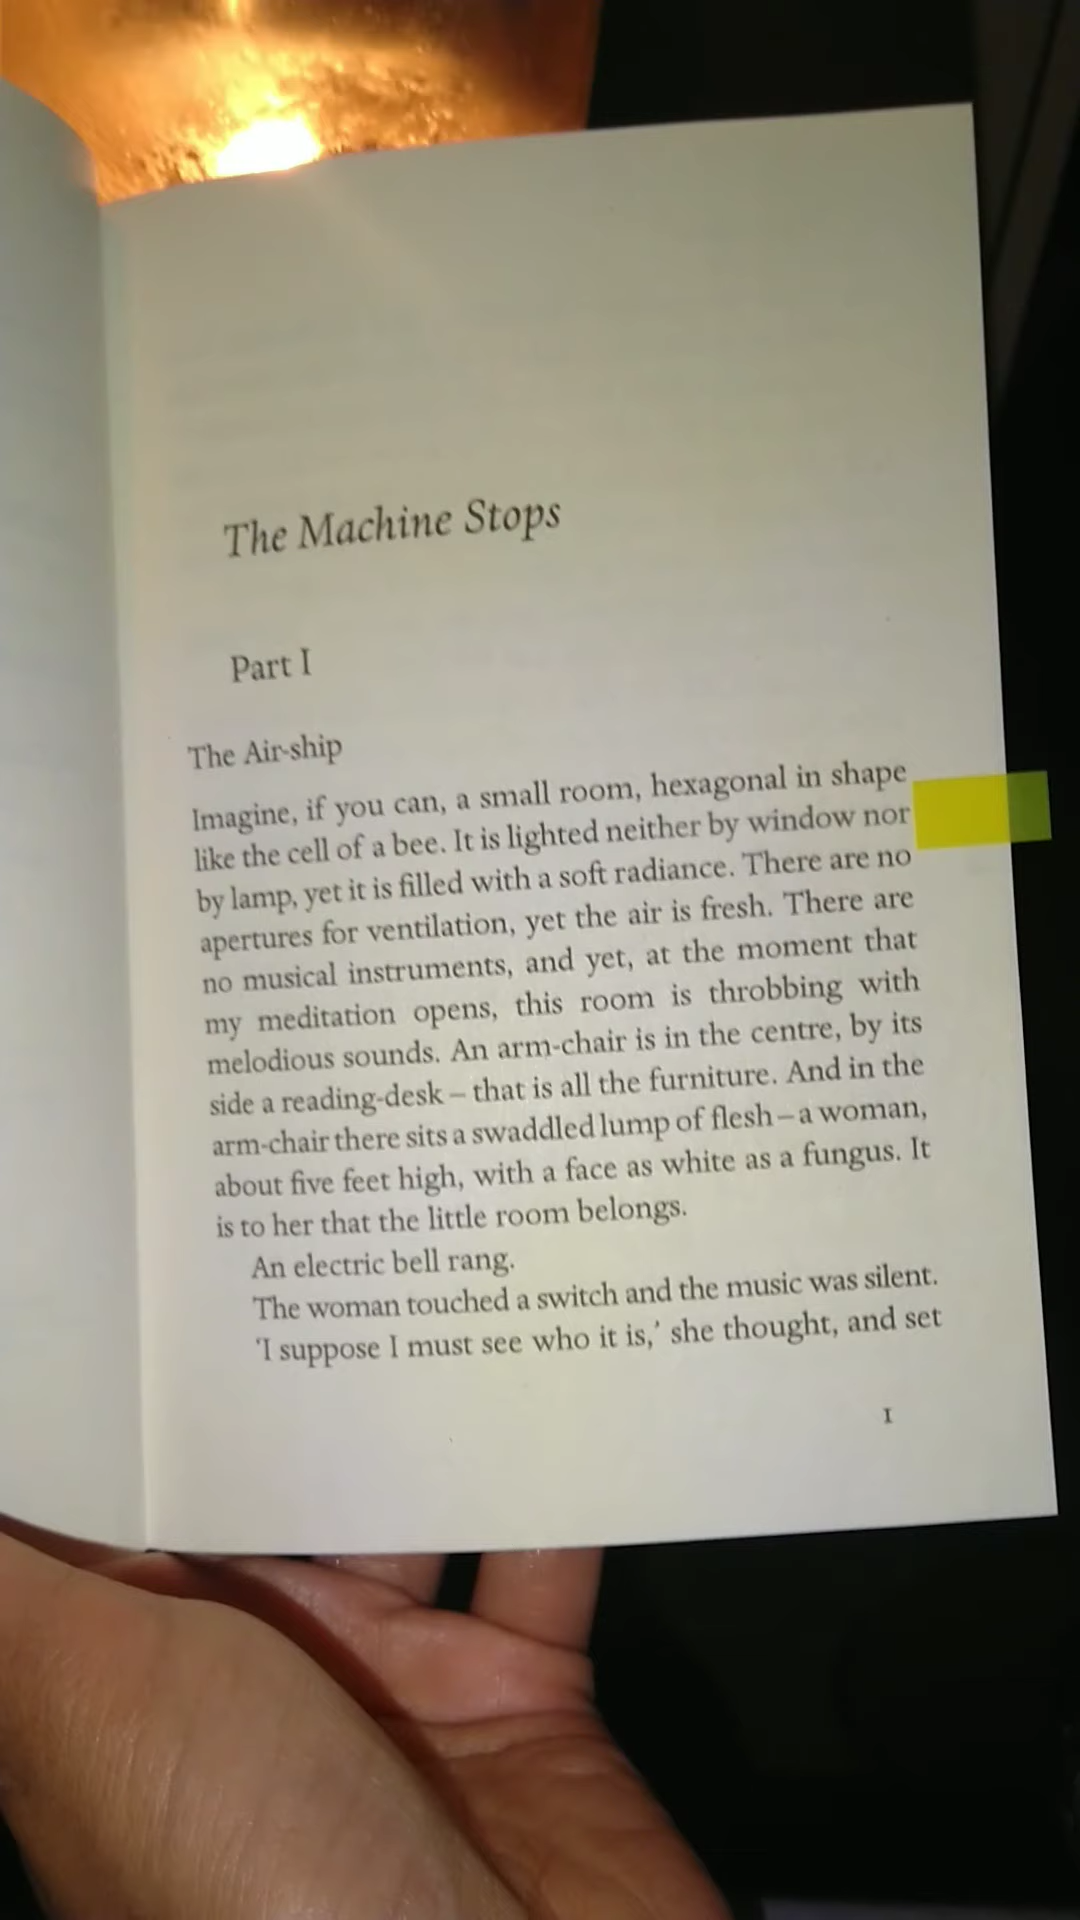 The Machine Stops
Part I
The Air-ship
Imagine, if you can, a small room, hexagonal in shape
like the cell of a bee. It is lighted neither by window nor
by lamp, yet it is filled with a soft radiance. There are no
apertures for ventilation, yet the air is fresh. There are
no musical instruments, and yet, at the moment that
my meditation opens, this room is throbbing with
melodious sounds. An arm-chair is in the centre, by its
side a reading-desk – that is all the furniture. And in the
arm-chair there sits a swaddled lump of flesh – a woman,
about five feet high, with a face as white as a fungus. It
is to her that the little room belongs.
An electric bell rang.
The woman touched a switch and the music was silent.
‘I suppose I must see who it is,’ she thought, and set
1